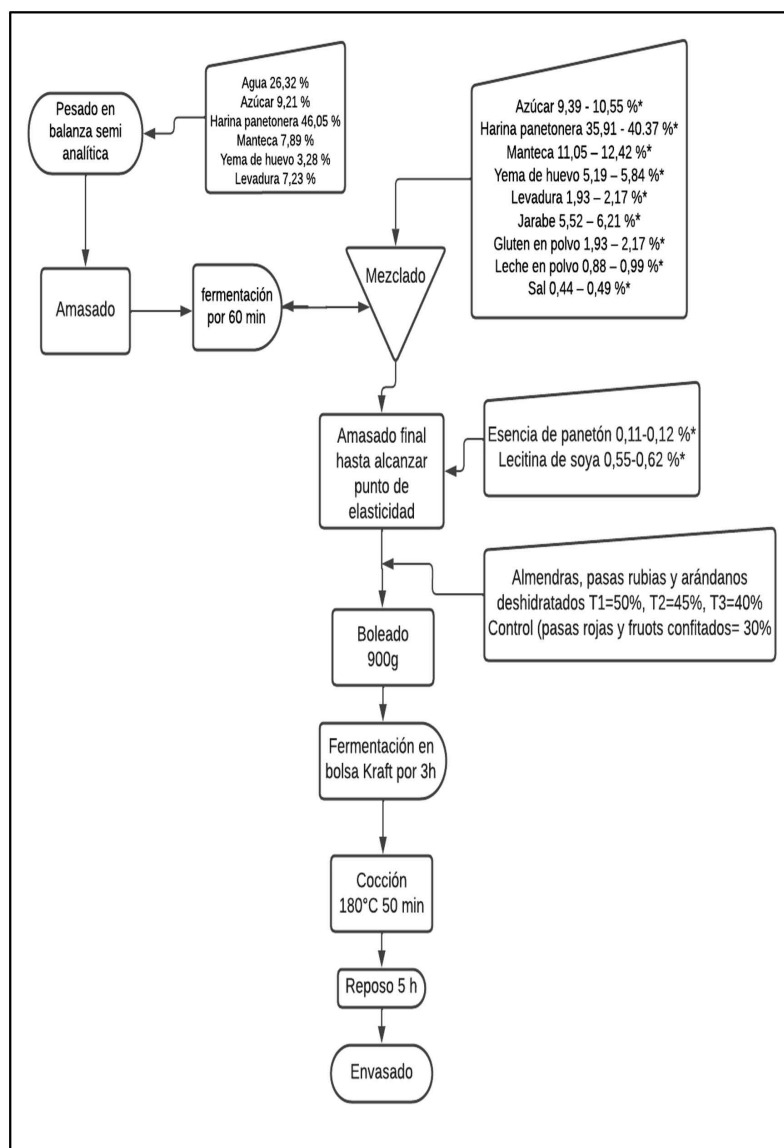 Agua 26,32 %
Azúcar 9,21 %
Harina panetonera 46,05 %
Manteca 7,89 %
Yema de huevo 3,28 %
Levadura 7,23 %
Pesado en
balanza semi
analítica
Amasado
fermentación
por 60 min
Mezclado
Azúcar 9,39 - 10,55 %*
Harina panetonera 35,91 - 40.37 %*
Manteca 11,05 – 12,42 %*
Yema de huevo 5,19 – 5,84 %*
Levadura 1,93 – 2,17 %*
Jarabe 5,52 – 6,21 %*
Gluten en polvo 1,93 – 2,17 %*
Leche en polvo 0,88 – 0,99 %*
Sal 0,44 – 0,49 %*
Amasado final
hasta alcanzar
punto de
elasticidad
Esencia de panetón 0,11-0,12 %*
Lecitina de soya 0,55-0,62 %*
Almendras, pasas rubias y arándanos
deshidratados T1=50%, T2=45%, T3=40%
Control (pasas rojas y fruots confitados= 30%
Boleado
900g
Fermentación en
bolsa Kraft por 3h
Cocción
180°C 50 min
Reposo 5 h
Envasado